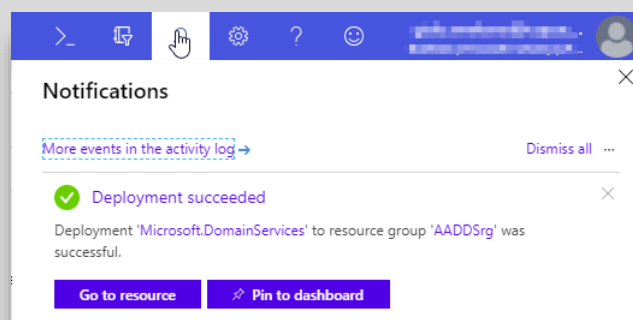 Notifications
More events in the activity log
Dismiss all
Deployment succeeded
Deployment 'Microsoft.DomainServices' to resource group 'AADDSrg' was
successful.
Go to resource
Pin to dashboard